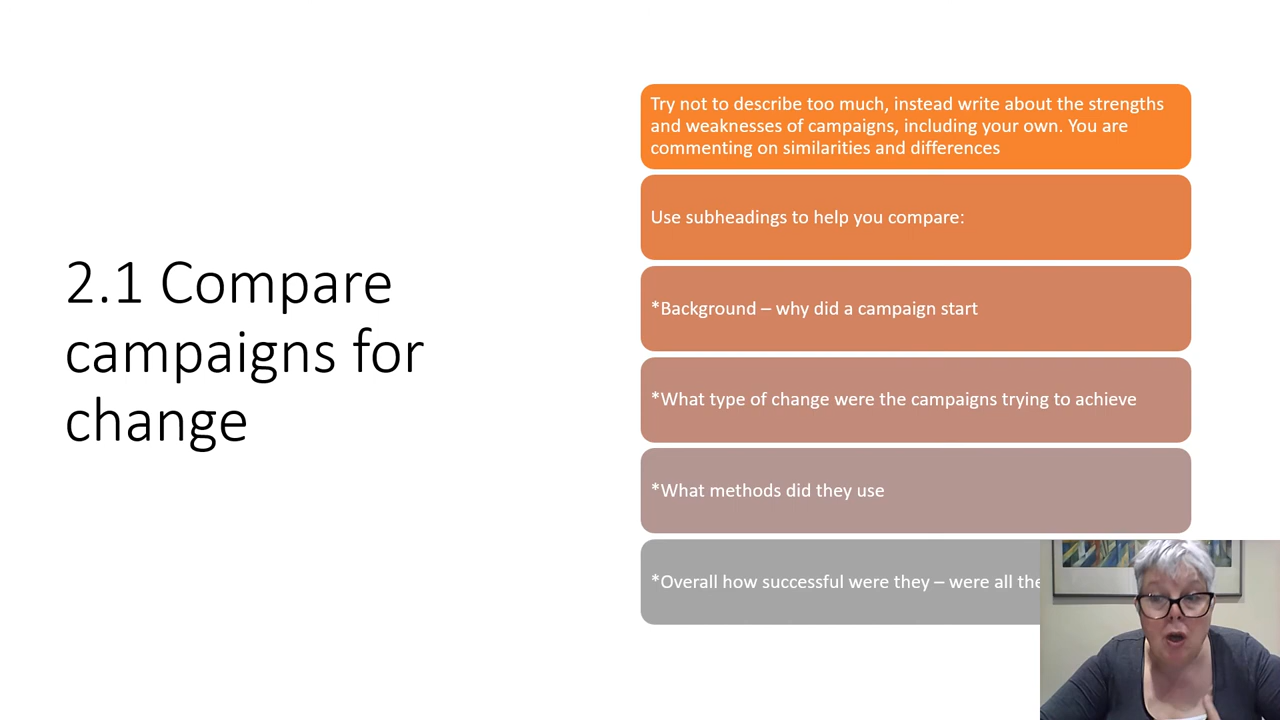 2.1 Compare
campaigns for
change
Try not to describe too much, instead write about the strengths
and weaknesses of campaigns, including your own. You are
commenting on similarities and differences
Use subheadings to help you compare:
*Background – why did a campaign start
*What type of change were the campaigns trying to achieve
*What methods did they use
*Overall how successful were they – were all the